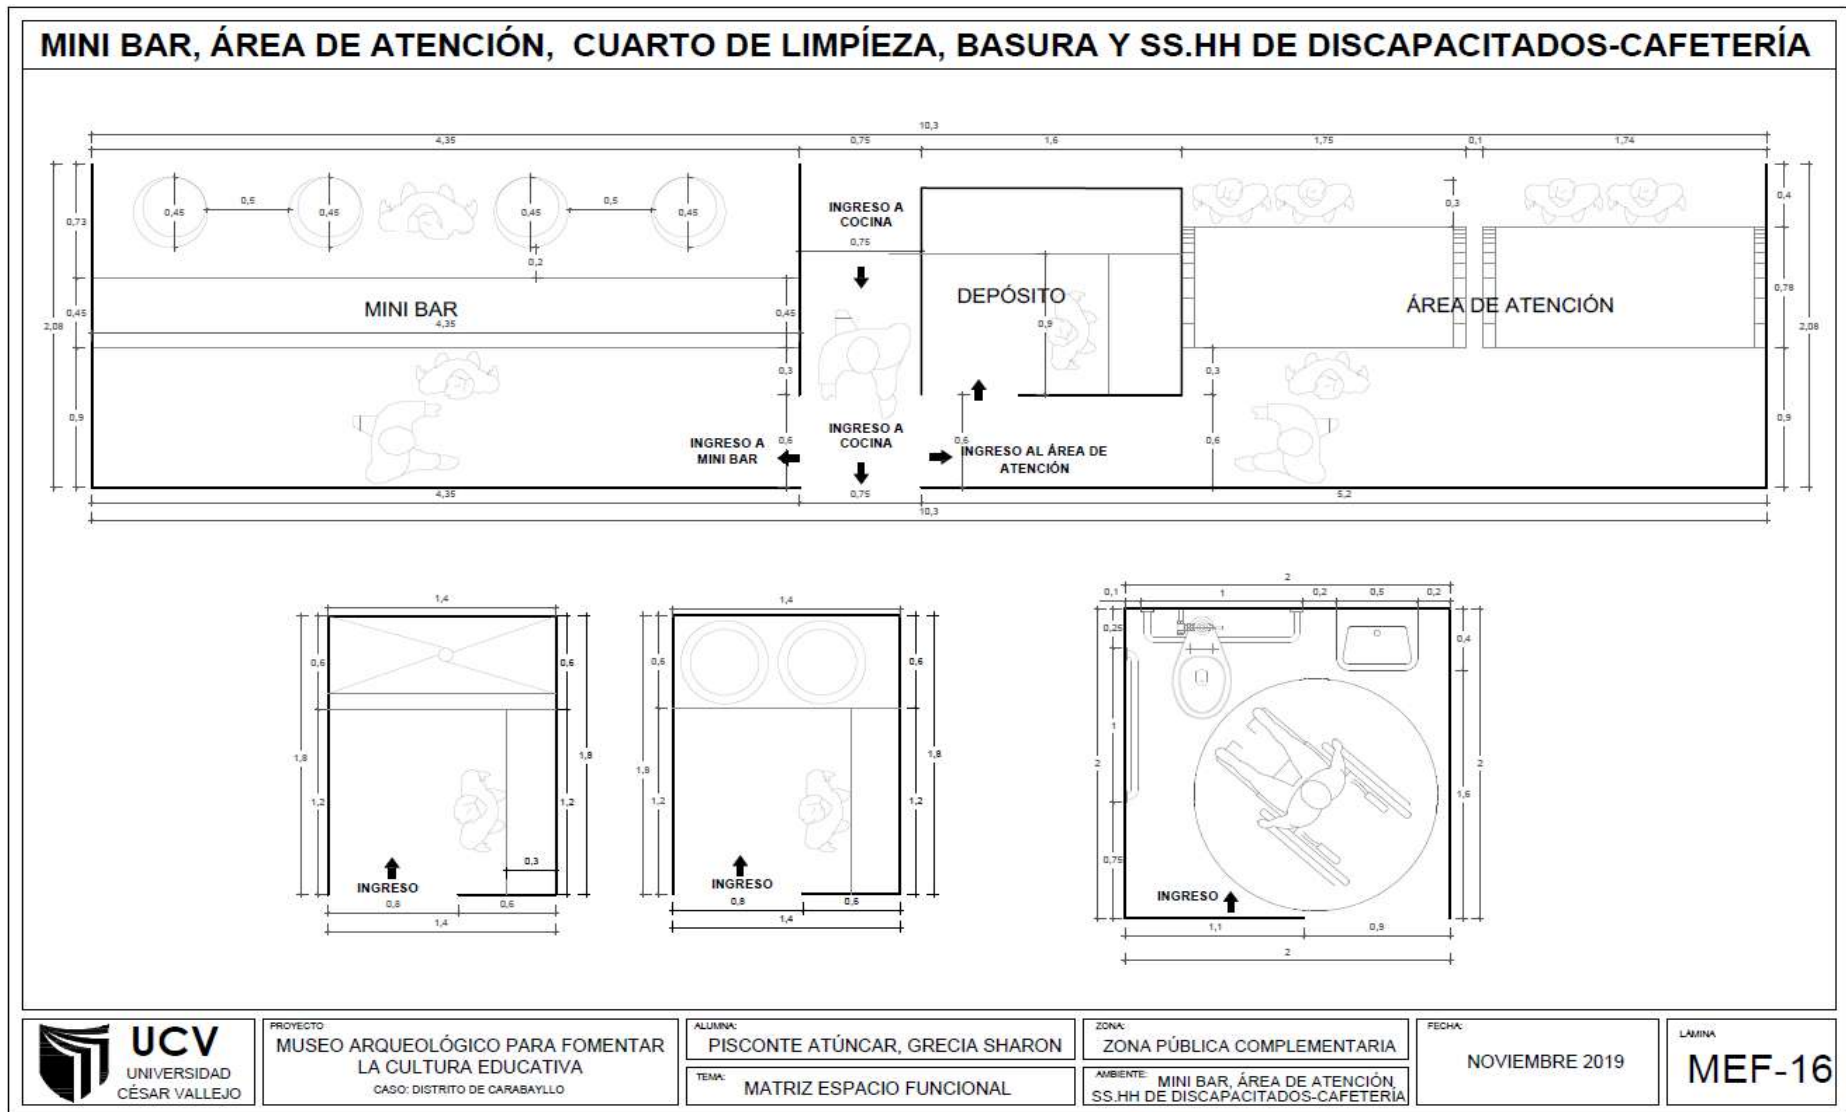 MINI BAR, ÁREA DE ATENCIÓN,  CUARTO DE LIMPÍEZA, BASURA Y SS.HH DE DISCAPACITADOS-CAFETERÍA
10,3
4,35 0,75 1,6 1,75 0,1 1,74
0,45 0,5 0,45 0,45 0,5 0,45
0,73
0,2
INGRESO A
COCINA
0,75
0,3
0,4
MINI BAR
4,35
0,45
0,45
2,08
DEPÓSITO
0,9
ÁREA DE ATENCIÓN
0,78
2,08
0,3
0,3
0,9
0,9
INGRESO A
MINI BAR
0,6
INGRESO A
COCINA
0,6
INGRESO AL ÁREA DE
ATENCIÓN
0,6
4,35 0,75 5,2
10,3
1,4
0,6
0,6
1,8
1,8
1,2
1,2
0,3
INGRESO
0,8 0,6
1,4
1,4
0,6
0,6
1,8
1,8
1,2
1,2
INGRESO
0,8 0,6
1,4
2
0,1 1 0,2 0,5 0,2
0,25
0,4
1
2
2
1,6
0,75
INGRESO
1,1 0,9
2
UCV
UNIVERSIDAD
CÉSAR VALLEJO
PROYECTO
MUSEO ARQUEOLÓGICO PARA FOMENTAR
LA CULTURA EDUCATIVA
CASO: DISTRITO DE CARABAYLLO
ALUMNA:
PISCONTE ATÚNCAR, GRECIA SHARON
TEMA:
MATRIZ ESPACIO FUNCIONAL
ZONA:
ZONA PÚBLICA COMPLEMENTARIA
AMBIENTE:
MINI BAR, ÁREA DE ATENCIÓN,
SS.HH DE DISCAPACITADOS-CAFETERÍA
FECHA:
NOVIEMBRE 2019
LÁMINA
MEF-16